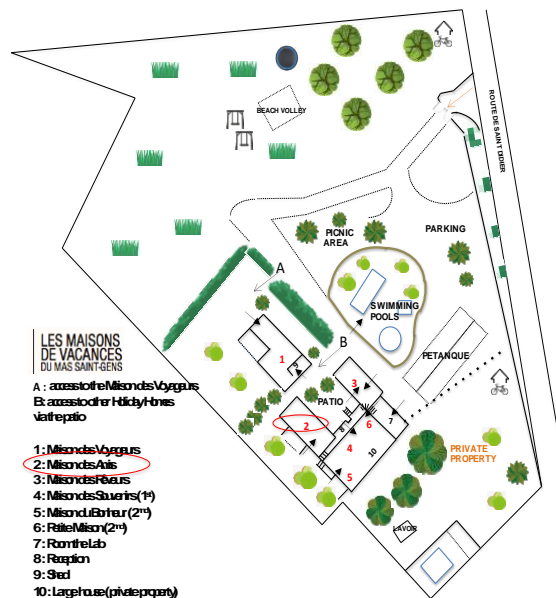 ROUTE DE SAINT DIDIER
BEACH VOLLEY
PICNIC
AREA
PARKING
A
SWIMMING
POOLS
B
PETANQUE
LES MAISONS
DE VACANCES
DU MAS SAINT-GENS
A : access to the Maison des Voyageurs
B: access to other Holiday Homes
via the patio
1 : Maison des Voyageurs
2 : Maison des Amis
3 : Maison des Rêveurs
4 : Maison des Souvenirs (1st)
5 : Maison du Bonheur (2nd)
6 : Petite Maison (2nd)
7 : Room the Lab
8 : Reception
9 : Shed
10 : Large house (private property)
1
9
3
PATIO
2
8
6
7
4
10
5
PRIVATE
PROPERTY
LAVOIR